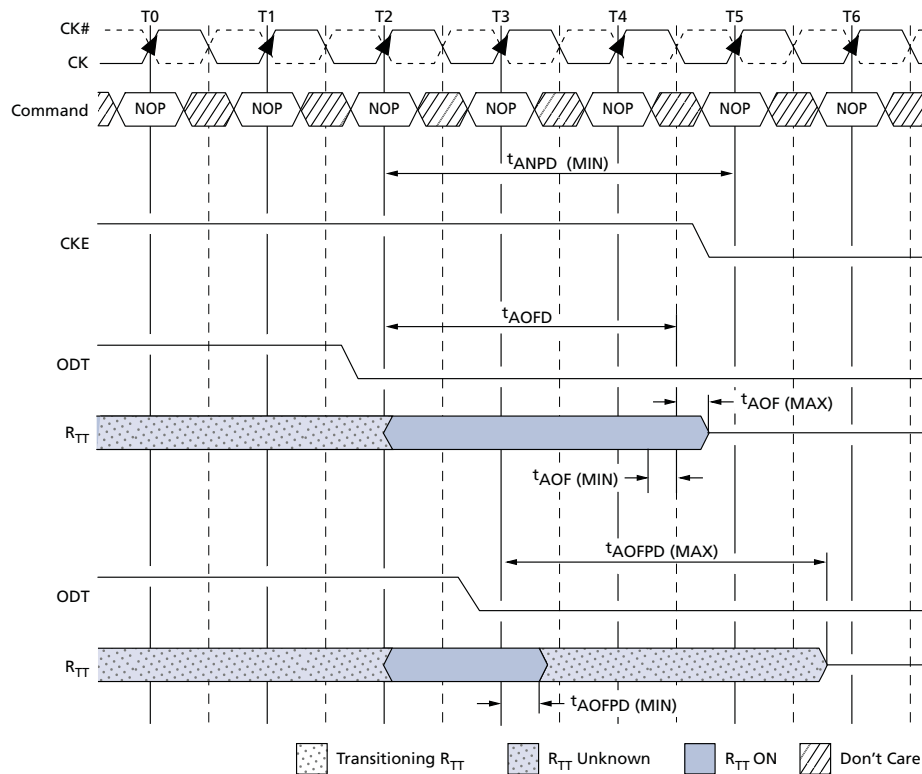 T0 T1 T2 T3 T4 T5 T6
CK#
CK
Command NOP NOP NOP NOP NOP NOP NOP
tANPD (MIN)
CKE
tAOFD
ODT
tAOF (MAX)
RTT
tAOF (MIN)
tAOFPD (MAX)
ODT
RTT
tAOFPD (MIN)
Transitioning RTT RTT Unknown RTT ON Don't Care